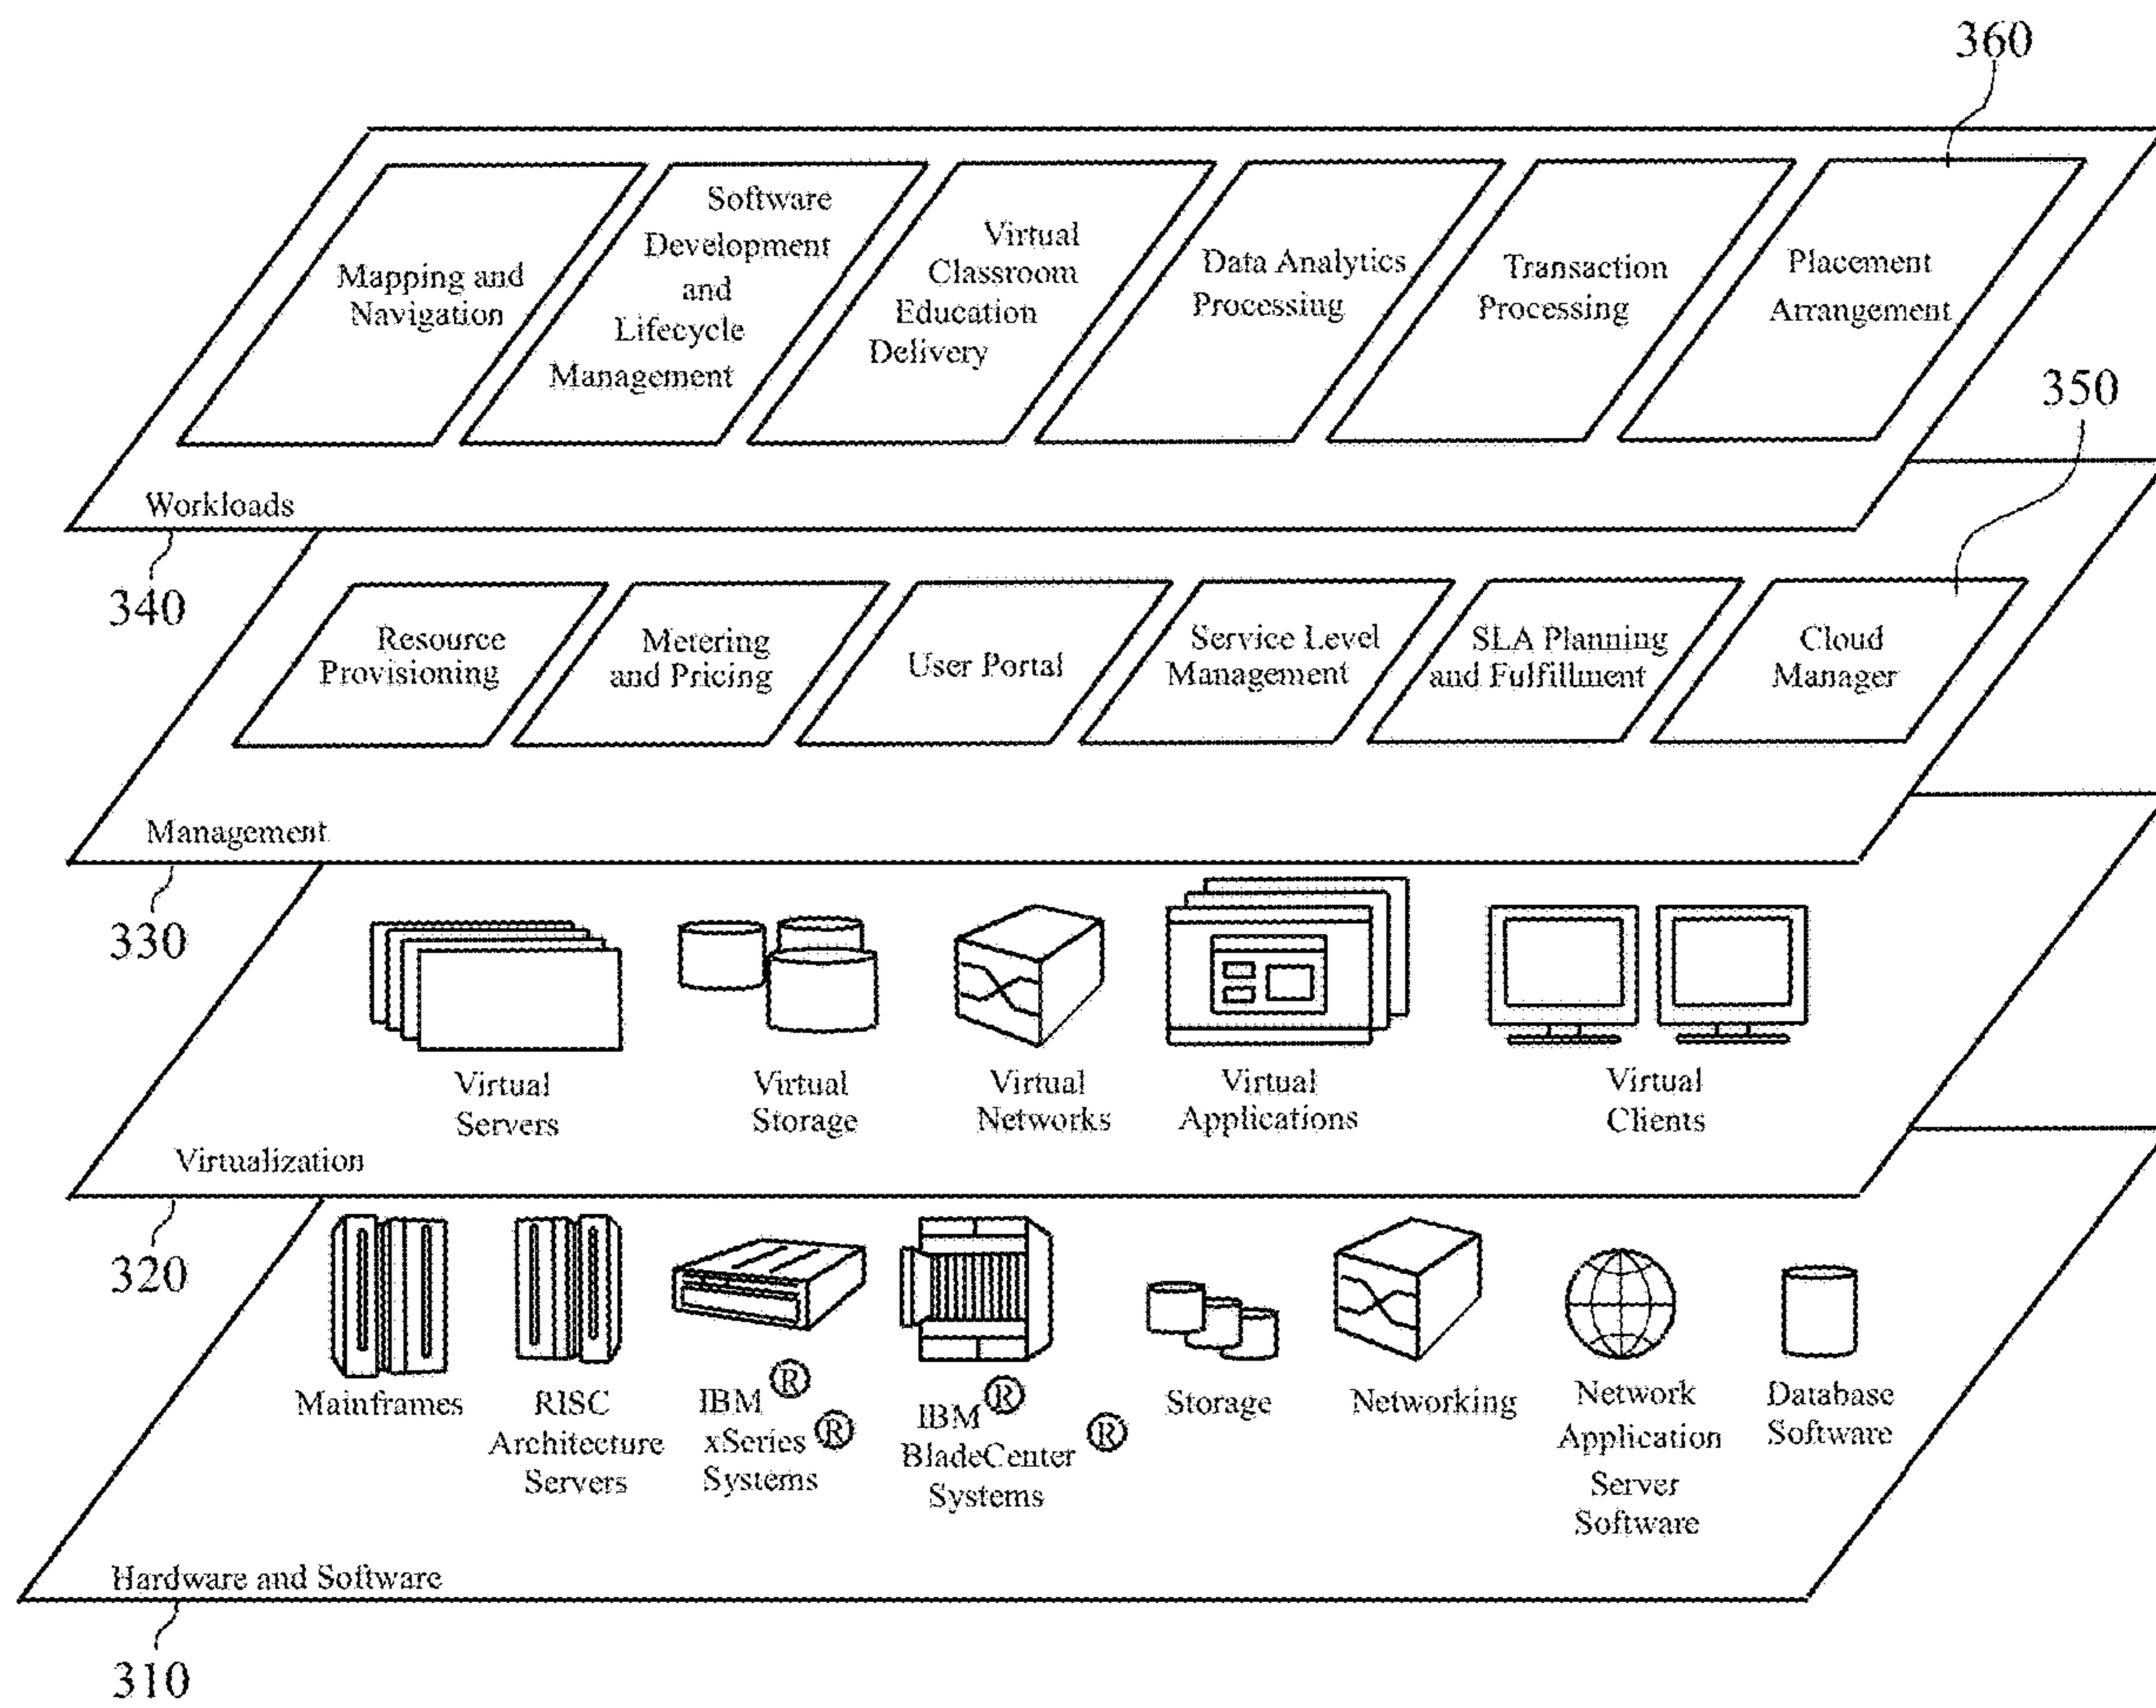 360
Mapping and
Navigation
Software
Development
and
Lifecycle
Management
Virtual
Classroom
Education
Delivery
Data Analytics
Processing
Transaction
Processing
Placement
Arrangement
350
Workloads
340
Resource
Provisioning
Metering
and Pricing
User Portal
Service Level
Management
SLA Planning
and Fulfillment
Cloud
Manager
Management
330
Virtual
Servers
Virtual
Storage
Virtual
Networks
Virtual
Applications
Virtual
Clients
Virtualization
320
Mainframes
RISC
Architecture
Servers
IBM ®
xSeries ®
Systems
IBM ®
BladeCenter ®
Systems
Storage
Networking
Network
Application
Server
Software
Database
Software
Hardware and Software
310